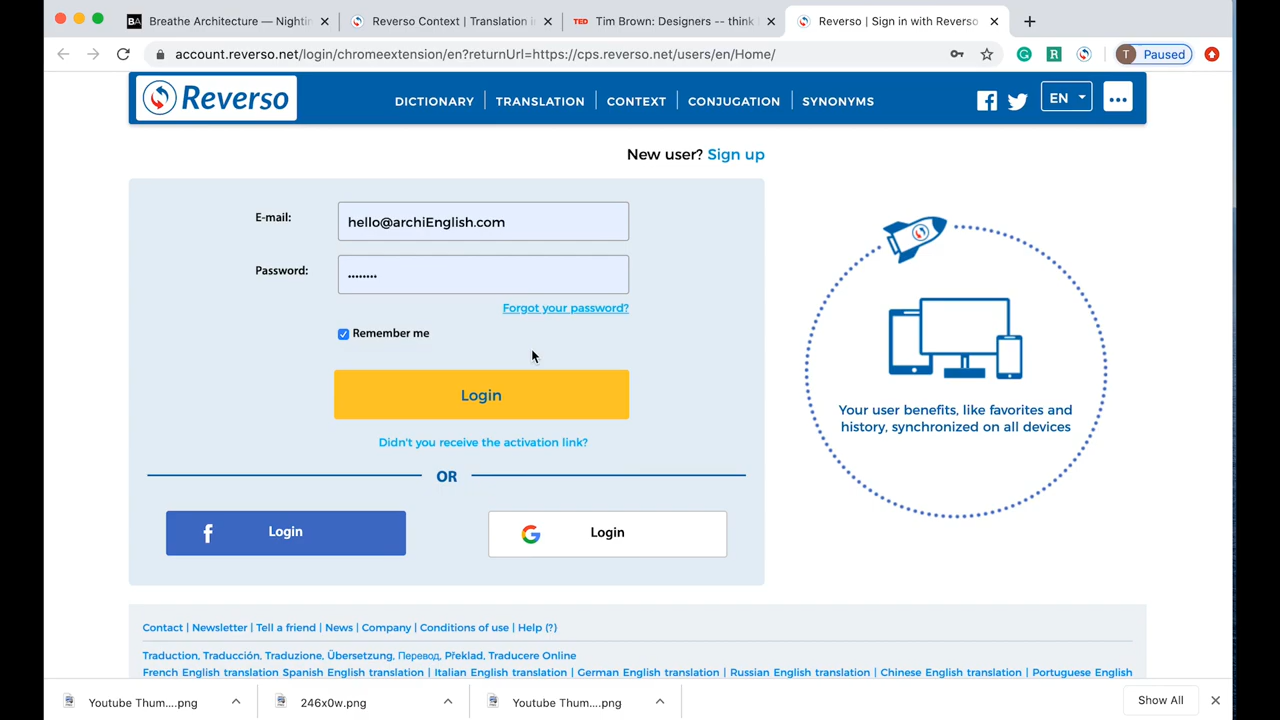 BA Breathe Architecture — Nightin
Reverso Context | Translation i
TED Tim Brown: Designers -- think
Reverso | Sign in with Reverso
account.reverso.net/login/chromeextension/en?returnUrl=https://cps.reverso.net/users/en/Home/
R
T Paused
Reverso
DICTIONARY TRANSLATION CONTEXT CONJUGATION SYNONYMS
EN
New user? Sign up
E-mail:
hello@archiEnglish.com
Password:
Forgot your password?
Remember me
Login
Didn't you receive the activation link?
OR
f Login
G Login
Your user benefits, like favorites and
history, synchronized on all devices
Contact | Newsletter | Tell a friend | News | Company | Conditions of use | Help (?)
Traduction, Traducción, Traduzione, Übersetzung, Перевод, Překlad, Traducere Online
French English translation Spanish English translation | Italian English translation | German English translation | Russian English translation | Chinese English translation | Portuguese English
Youtube Thum....png
246x0w.png
Youtube Thum....png
Show All